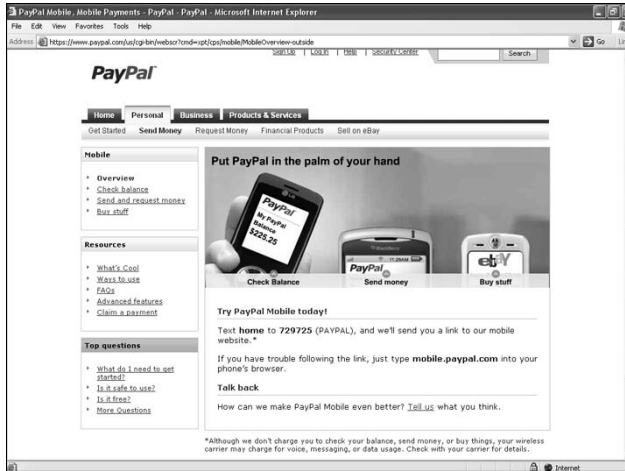 PayPal Mobile, Mobile Payments - PayPal - PayPal - Microsoft Internet Explorer
File Edit View Favorites Tools Help
Address https://www.paypal.com/us/cgi-bin/webscr?cmd=xpt/cps/mobile/MobileOverview-outside Go
Sign Up | Log In | Help | Security Center Search
PayPal
Home Personal Business Products & Services
Get Started Send Money Request Money Financial Products Sell on eBay
Mobile
Overview
Check balance
Send and request money
Buy stuff
Resources
What's Cool
Ways to use
FAQs
Advanced features
Claim a payment
Top questions
What do I need to get
started?
Is it safe to use?
Is it free?
More Questions
Put PayPal in the palm of your hand
PayPal
My PayPal
Balance
$225.25
BlackBerry
11:28AM
PayPal
ebY
Check Balance Send money Buy stuff
Try PayPal Mobile today!
Text home to 729725 (PAYPAL), and we'll send you a link to our mobile
website.*
If you have trouble following the link, just type mobile.paypal.com into your
phone's browser.
Talk back
How can we make PayPal Mobile even better? Tell us what you think.
*Although we don't charge you to check your balance, send money, or buy things, your wireless
carrier may charge for voice, messaging, or data usage. Check with your carrier for details.
Internet